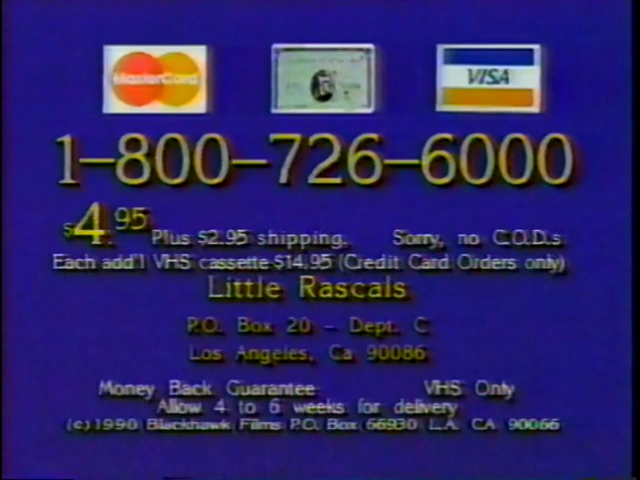 MasterCard VISA
1-800-726-6000
$4.95 Plus $2.95 shipping. Sorry, no C.O.D.s
Each add'l VHS cassette $14.95 (Credit Card Orders only)
Little Rascals
P.O. Box 20 - Dept. C
Los Angeles, Ca 90086
Money Back Guarantee VHS Only
Allow 4 to 6 weeks for delivery
(c)1990 Blackhawk Films P.O. Box 66930 L.A. CA 90066